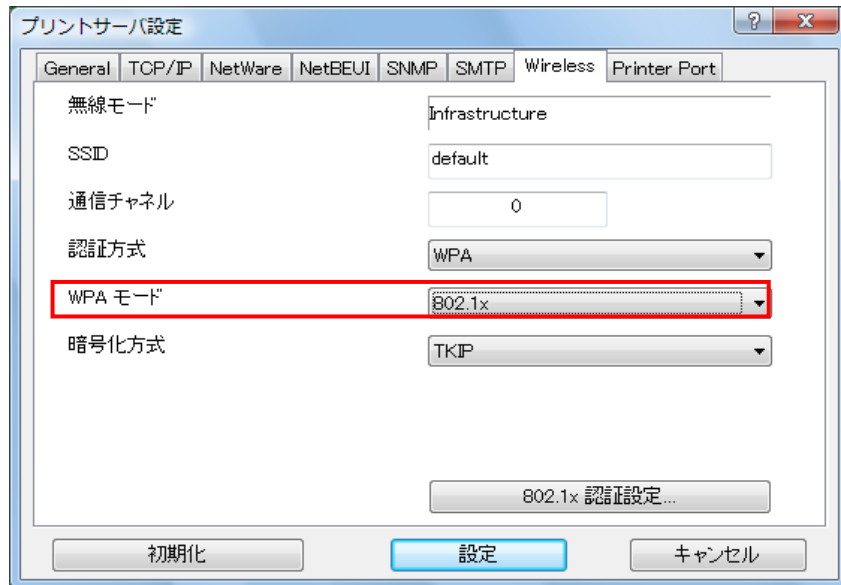 プリントサーバ設定
General TCP/IP NetWare NetBEUI SNMP SMTP Wireless Printer Port
無線モード Infrastructure
SSID default
通信チャネル 0
認証方式 WPA
WPA モード 802.1x
暗号化方式 TKIP
802.1x 認証設定...
初期化 設定 キャンセル